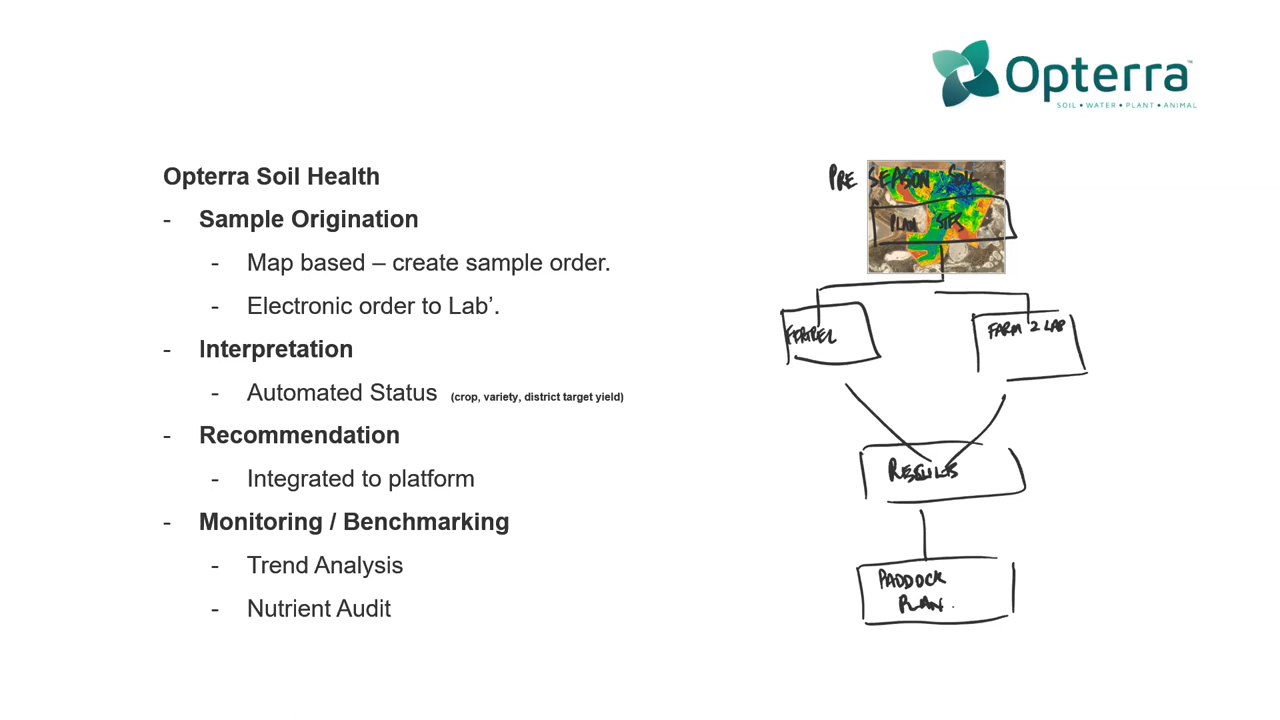 Opterra™
SOIL • WATER • PLANT • ANIMAL
Opterra Soil Health
- Sample Origination
- Map based – create sample order.
- Electronic order to Lab’.
- Interpretation
- Automated Status (crop, variety, district target yield)
- Recommendation
- Integrated to platform
- Monitoring / Benchmarking
- Trend Analysis
- Nutrient Audit
PRE SEASON SOIL
PLAN
FARM 2 LAB
RESULTS
PADDOCK
PLAN.